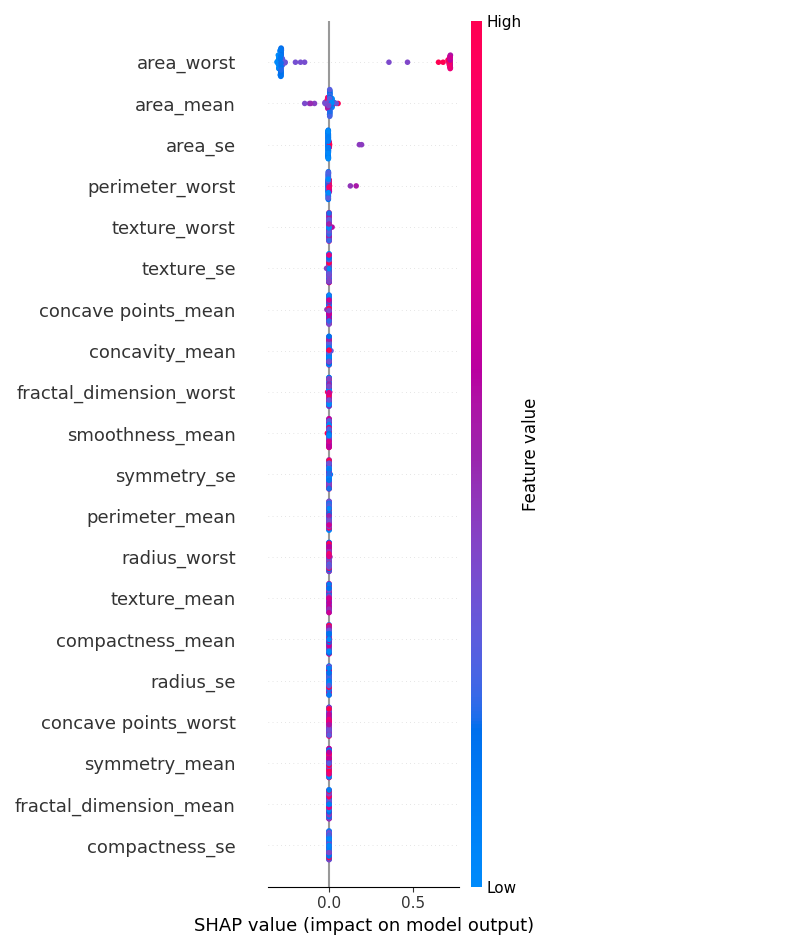 High
area_worst
area_mean
area_se
perimeter_worst
texture_worst
texture_se
concave points_mean
concavity_mean
fractal_dimension_worst
smoothness_mean
symmetry_se
perimeter_mean
radius_worst
texture_mean
compactness_mean
radius_se
concave points_worst
symmetry_mean
fractal_dimension_mean
compactness_se
Feature value
Low
0.0 0.5
SHAP value (impact on model output)